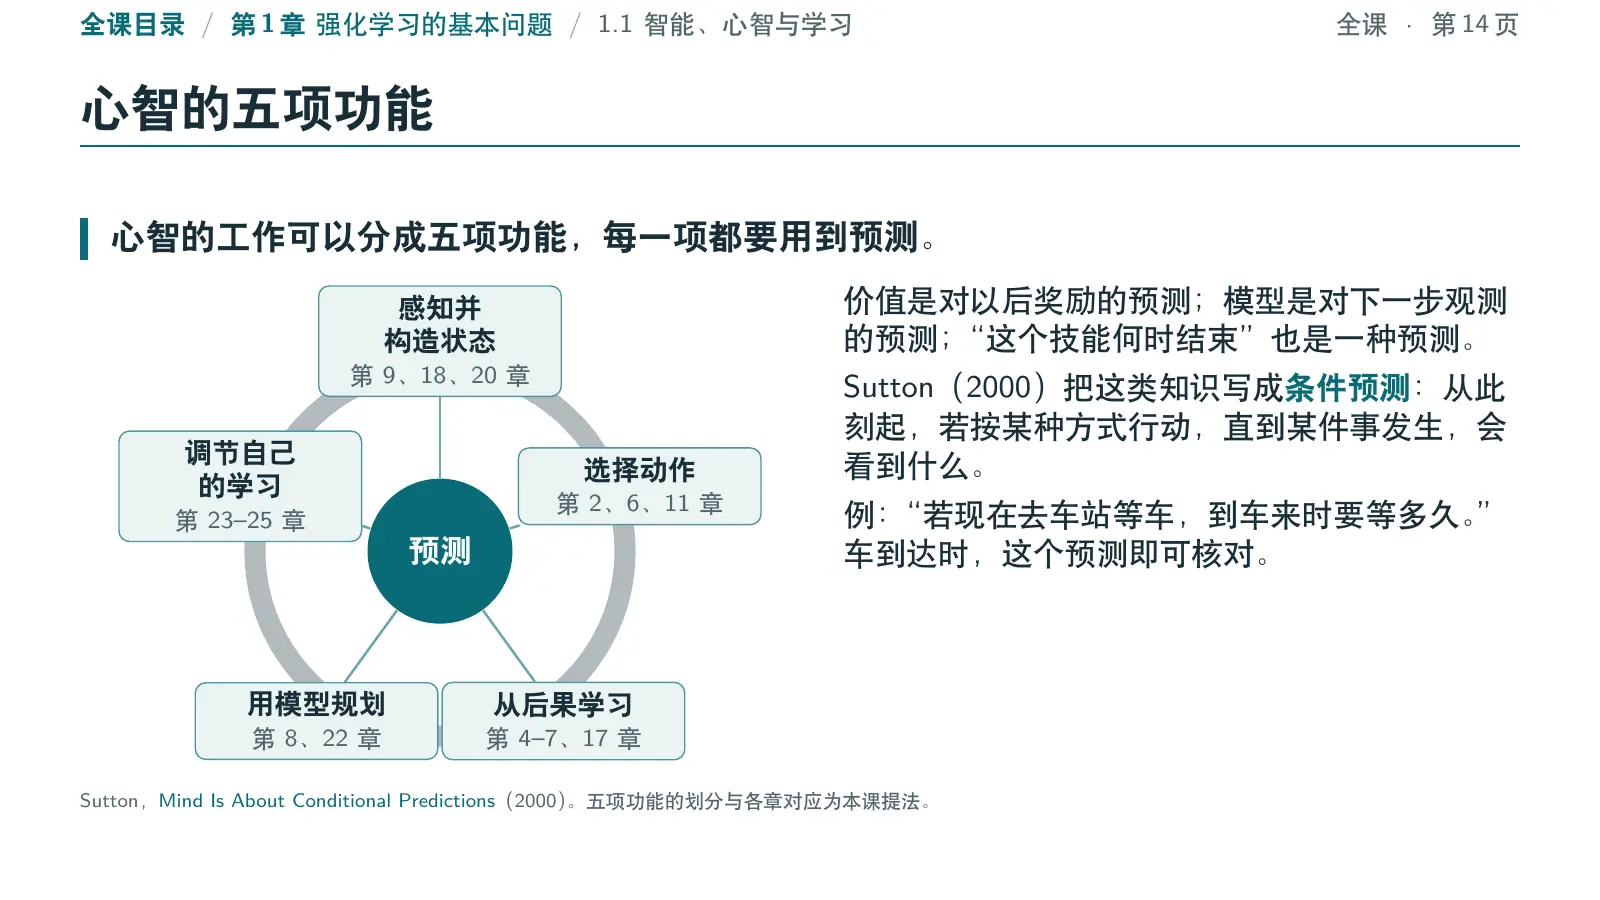 全课目录 / 第1章 强化学习的基本问题 / 1.1 智能、心智与学习
全课 · 第14页
心智的五项功能
心智的工作可以分成五项功能，每一项都要用到预测。
感知并
构造状态
第 9、18、20 章
调节自己
的学习
第 23–25 章
选择动作
第 2、6、11 章
预测
用模型规划
第 8、22 章
从后果学习
第 4–7、17 章
价值是对以后奖励的预测；模型是对下一步观测
的预测；“这个技能何时结束”也是一种预测。
Sutton（2000）把这类知识写成条件预测：从此
刻起，若按某种方式行动，直到某件事发生，会
看到什么。
例：“若现在去车站等车，到车来时要等多久。”
车到达时，这个预测即可核对。
Sutton，Mind Is About Conditional Predictions（2000）。五项功能的划分与各章对应为本课提法。